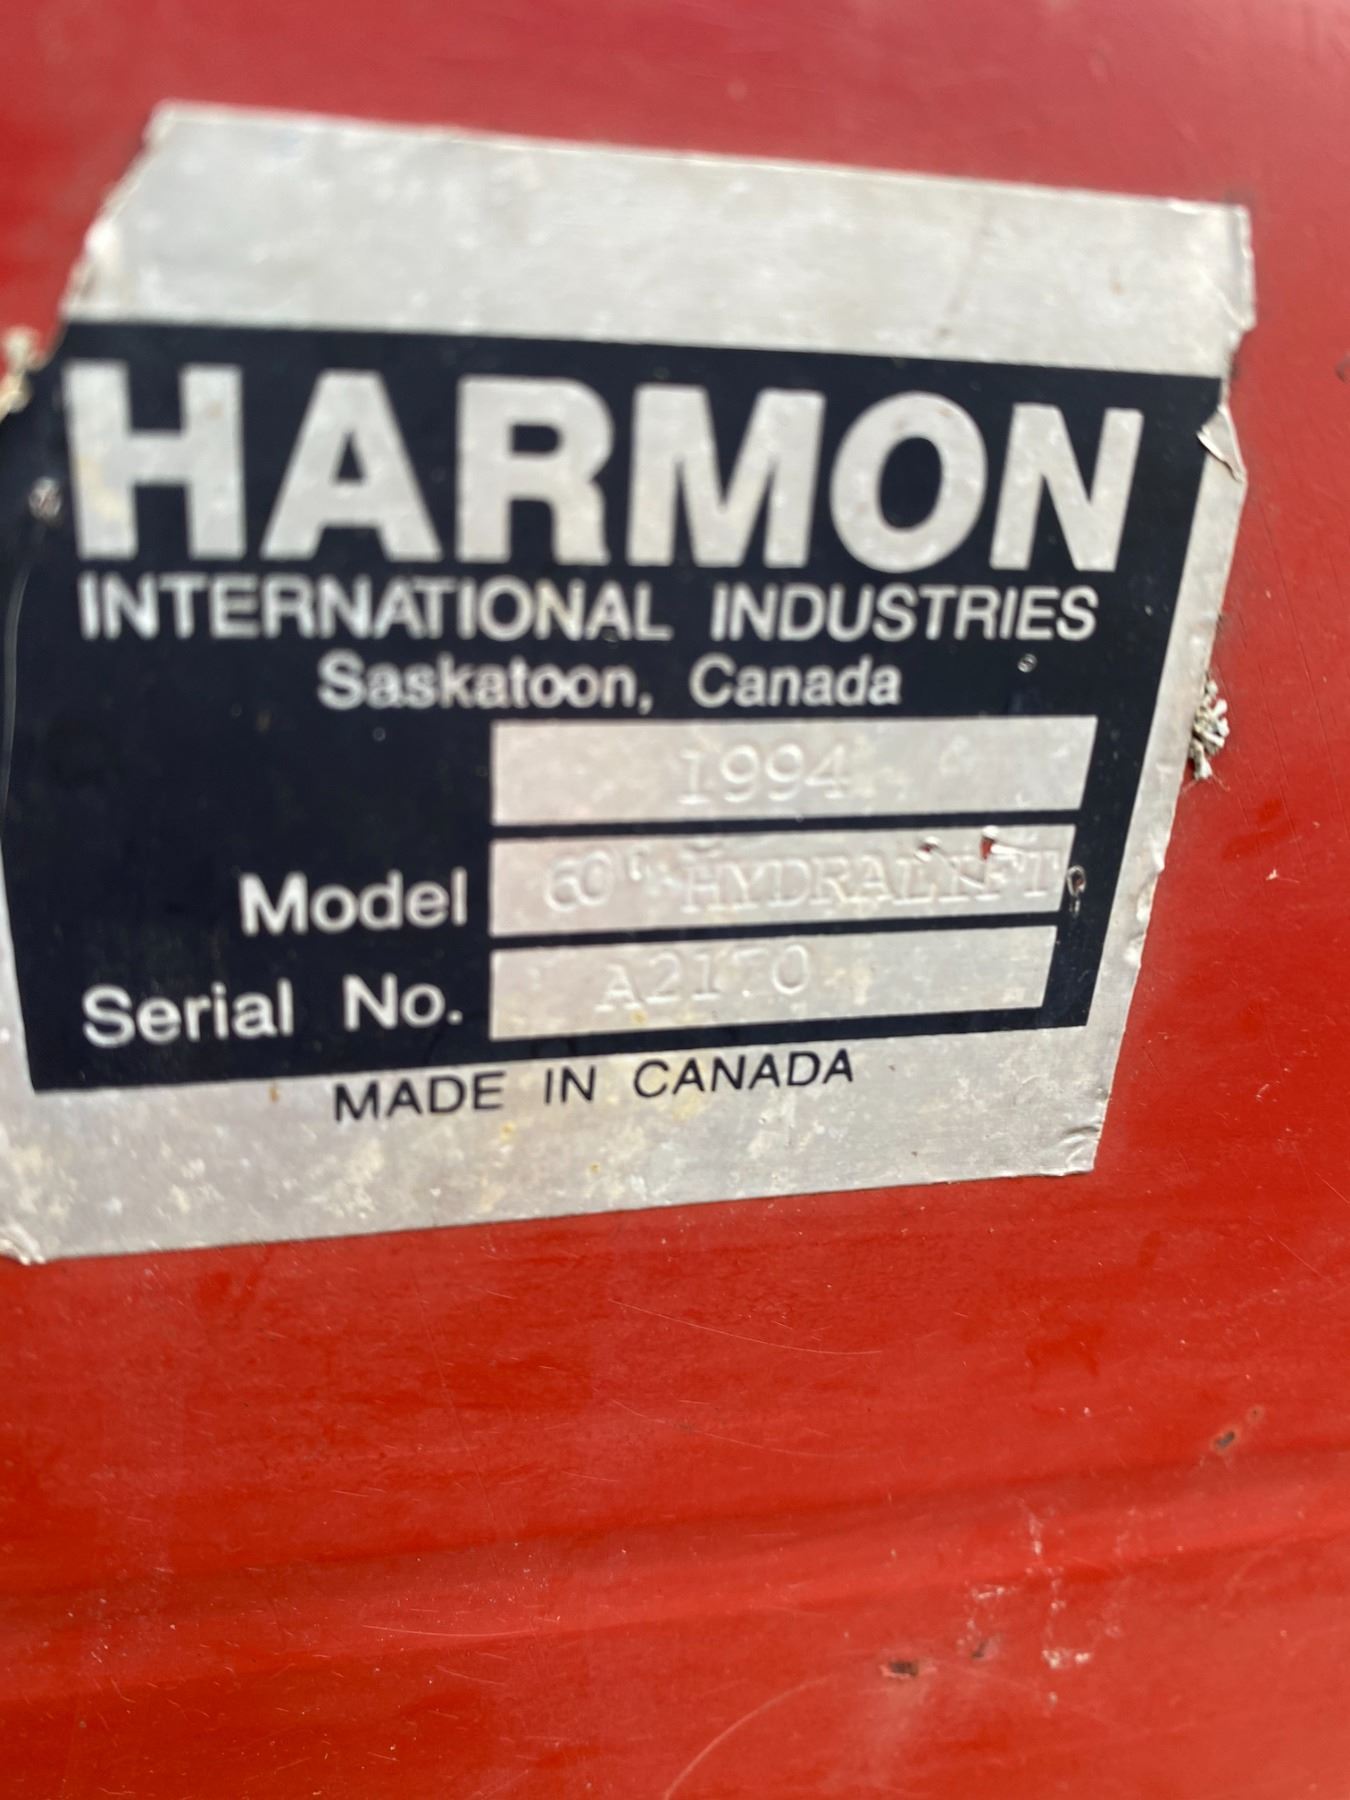 HARMON
INTERNATIONAL INDUSTRIES
Saskatoon, Canada
1994
Model 60" HYDRALIFT
Serial No. A2170
MADE IN CANADA